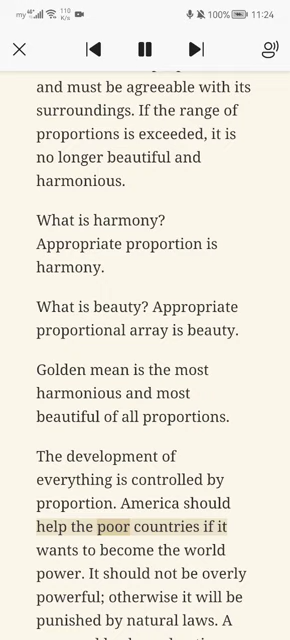 my 4G 110 K/s 100% 11:24
and must be agreeable with its
surroundings. If the range of
proportions is exceeded, it is
no longer beautiful and
harmonious.
What is harmony?
Appropriate proportion is
harmony.
What is beauty? Appropriate
proportional array is beauty.
Golden mean is the most
harmonious and most
beautiful of all proportions.
The development of
everything is controlled by
proportion. America should
help the poor countries if it
wants to become the world
power. It should not be overly
powerful; otherwise it will be
punished by natural laws. A